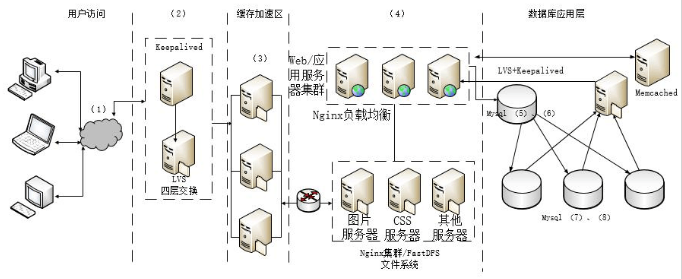 用户访问
（2）
缓存加速区
（4）
数据库应用层
（1）
Keepalived
LVS
四层交换
（3）
Web/应
用服务
器集群
Nginx负载均衡
图片
服务器
CSS
服务器
其他
服务器
Nginx集群/FastDFS
文件系统
LVS+Keepalived
Memcached
Mysql （5）、（6）
Mysql （7）、（8）